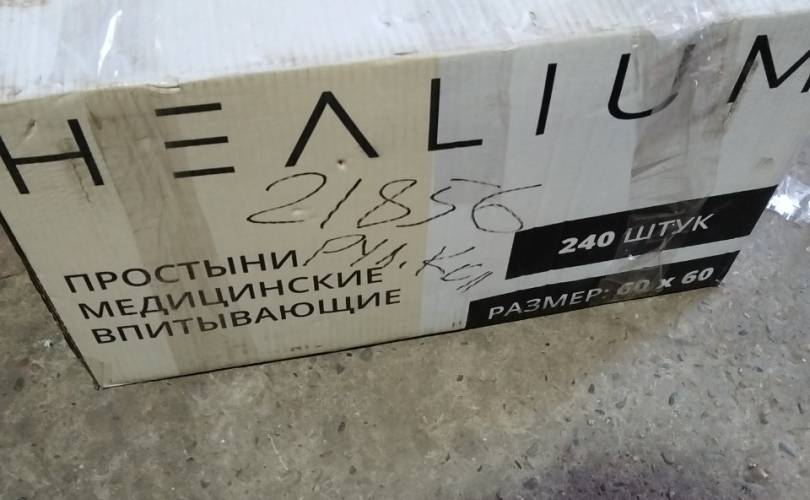 HEALIUM
21856
ПРОСТЫНИ
МЕДИЦИНСКИЕ
ВПИТЫВАЮЩИЕ
240 ШТУК
РАЗМЕР: 60 x 60